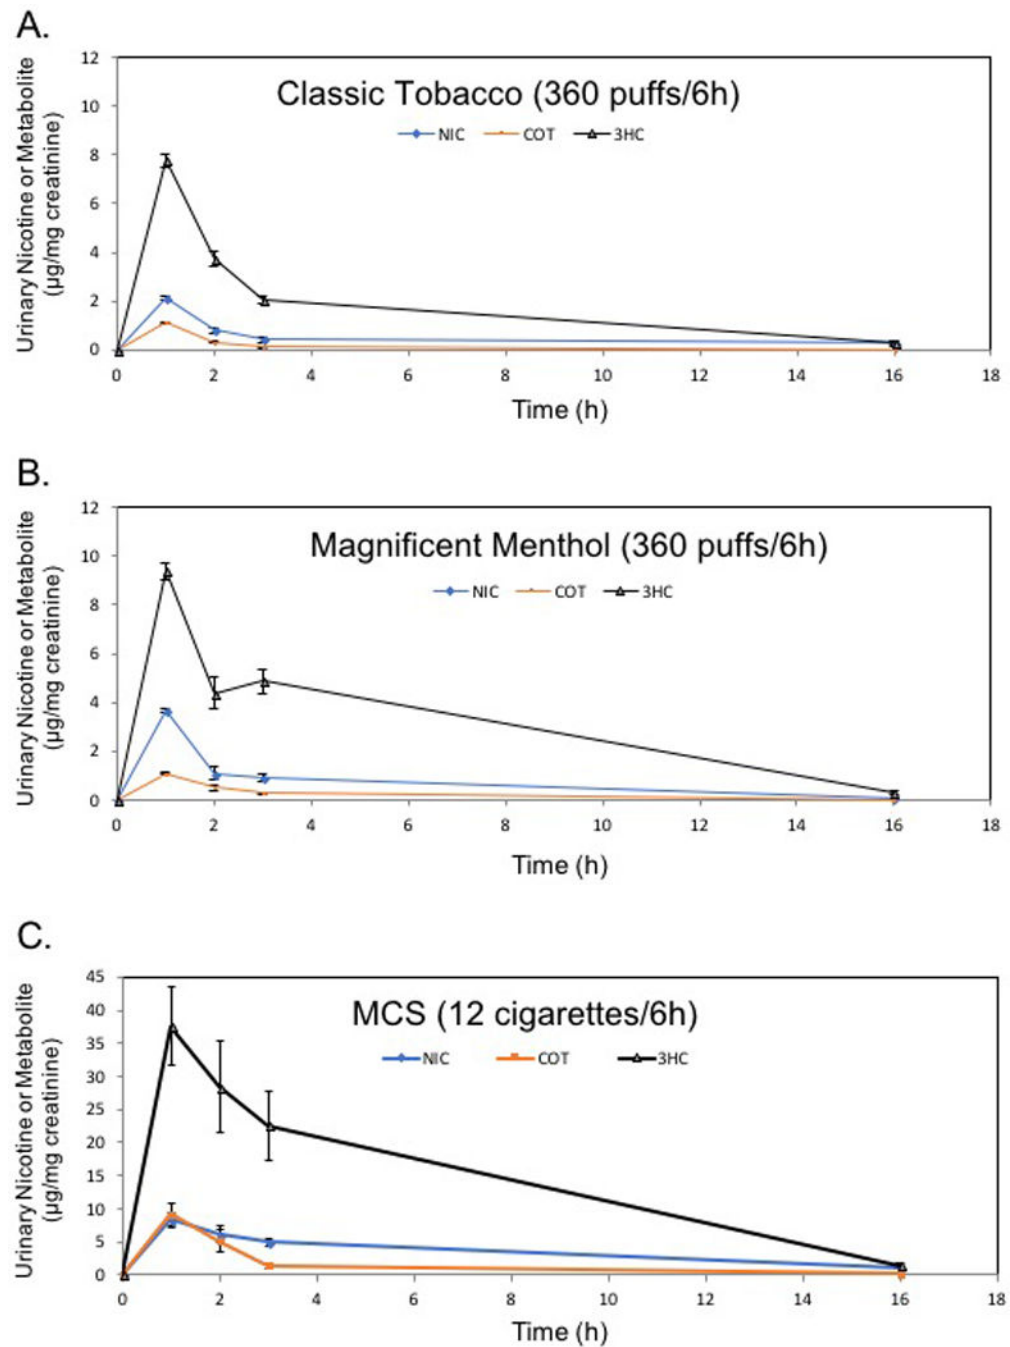 A.
Urinary Nicotine or Metabolite
(µg/mg creatinine)
12
10
8
6
4
2
0
Classic Tobacco (360 puffs/6h)
NIC COT 3HC
0 2 4 6 8 10 12 14 16 18
Time (h)
B.
Urinary Nicotine or Metabolite
(µg/mg creatinine)
12
10
8
6
4
2
0
Magnificent Menthol (360 puffs/6h)
NIC COT 3HC
0 2 4 6 8 10 12 14 16 18
Time (h)
C.
Urinary Nicotine or Metabolite
(µg/mg creatinine)
45
40
35
30
25
20
15
10
5
0
MCS (12 cigarettes/6h)
NIC COT 3HC
0 2 4 6 8 10 12 14 16 18
Time (h)